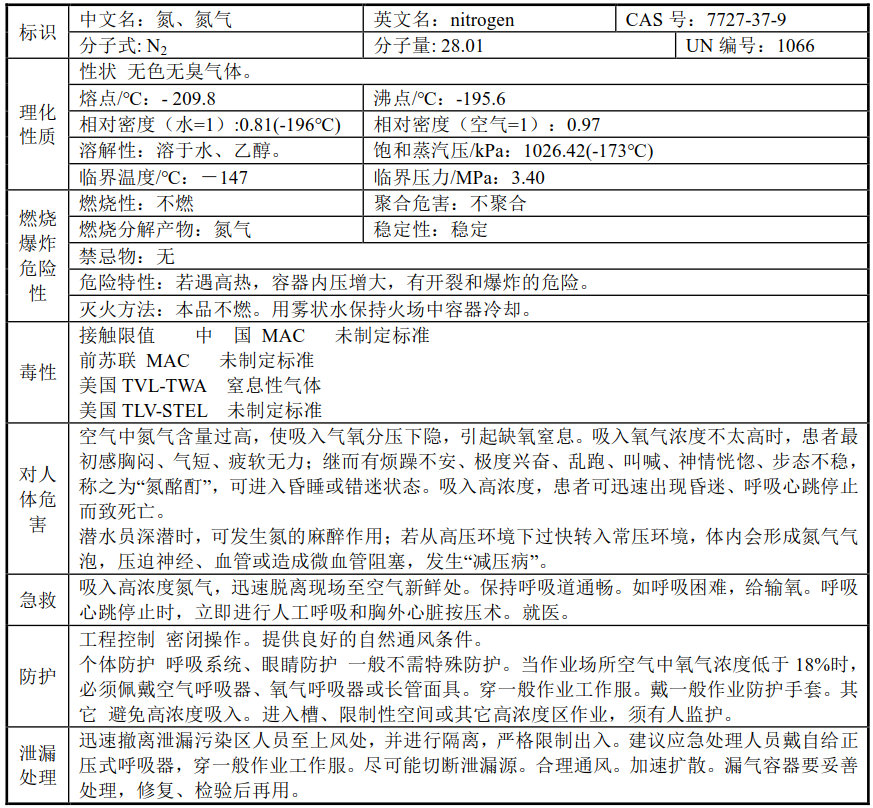 标识
中文名：氮、氮气 英文名：nitrogen CAS 号：7727-37-9
分子式: N₂ 分子量: 28.01 UN 编号：1066
理化性质
性状 无色无臭气体。
熔点/℃：- 209.8 沸点/℃：-195.6
相对密度（水=1）:0.81(-196℃) 相对密度（空气=1）：0.97
溶解性：溶于水、乙醇。 饱和蒸汽压/kPa：1026.42(-173℃)
临界温度/℃：－147 临界压力/MPa：3.40
燃烧爆炸危险性
燃烧性：不燃 聚合危害：不聚合
燃烧分解产物：氮气 稳定性：稳定
禁忌物：无
危险特性：若遇高热，容器内压增大，有开裂和爆炸的危险。
灭火方法：本品不燃。用雾状水保持火场中容器冷却。
毒性
接触限值 中 国 MAC 未制定标准
前苏联 MAC 未制定标准
美国 TVL-TWA 窒息性气体
美国 TLV-STEL 未制定标准
对人体危害
空气中氮气含量过高，使吸入气氧分压下隐，引起缺氧窒息。吸入氧气浓度不太高时，患者最
初感胸闷、气短、疲软无力；继而有烦躁不安、极度兴奋、乱跑、叫喊、神情恍惚、步态不稳，
称之为“氮酩酊”，可进入昏睡或错迷状态。吸入高浓度，患者可迅速出现昏迷、呼吸心跳停止
而致死亡。
潜水员深潜时，可发生氮的麻醉作用；若从高压环境下过快转入常压环境，体内会形成氮气气
泡，压迫神经、血管或造成微血管阻塞，发生“减压病”。
急救
吸入高浓度氮气，迅速脱离现场至空气新鲜处。保持呼吸道通畅。如呼吸困难，给输氧。呼吸
心跳停止时，立即进行人工呼吸和胸外心脏按压术。就医。
防护
工程控制 密闭操作。提供良好的自然通风条件。
个体防护 呼吸系统、眼睛防护 一般不需特殊防护。当作业场所空气中氧气浓度低于 18%时，
必须佩戴空气呼吸器、氧气呼吸器或长管面具。穿一般作业工作服。戴一般作业防护手套。其
它 避免高浓度吸入。进入槽、限制性空间或其它高浓度区作业，须有人监护。
泄漏处理
迅速撤离泄漏污染区人员至上风处，并进行隔离，严格限制出入。建议应急处理人员戴自给正
压式呼吸器，穿一般作业工作服。尽可能切断泄漏源。合理通风。加速扩散。漏气容器要妥善
处理，修复、检验后再用。